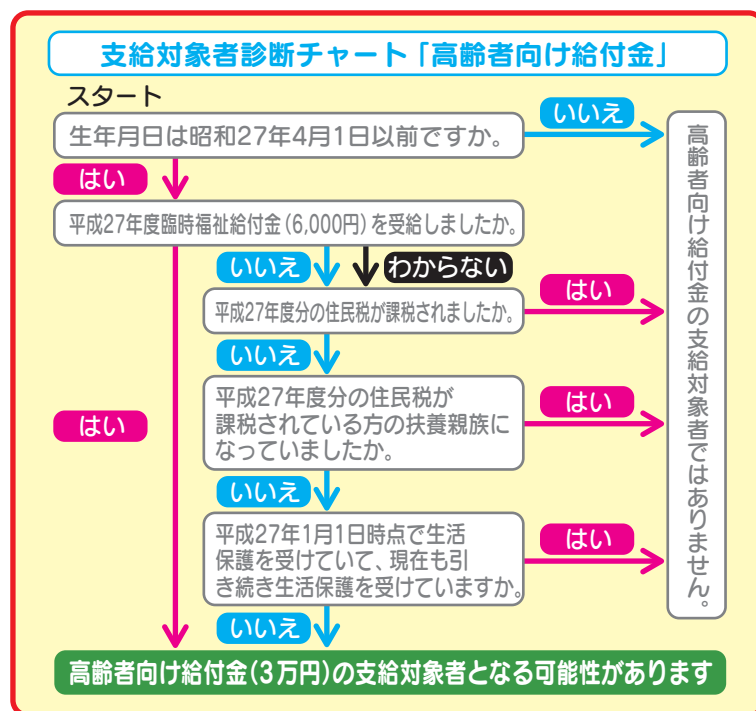 支給対象者診断チャート「高齢者向け給付金」
スタート
生年月日は昭和27年4月1日以前ですか。
いいえ
はい
平成27年度臨時福祉給付金(6,000円)を受給しましたか。
いいえ
わからない
平成27年度分の住民税が課税されましたか。
はい
いいえ
平成27年度分の住民税が
課税されている方の扶養親族に
なっていましたか。
はい
はい
いいえ
平成27年1月1日時点で生活
保護を受けていて、現在も引
き続き生活保護を受けていますか。
はい
いいえ
高齢者向け給付金の支給対象者ではありません。
高齢者向け給付金(3万円)の支給対象者となる可能性があります